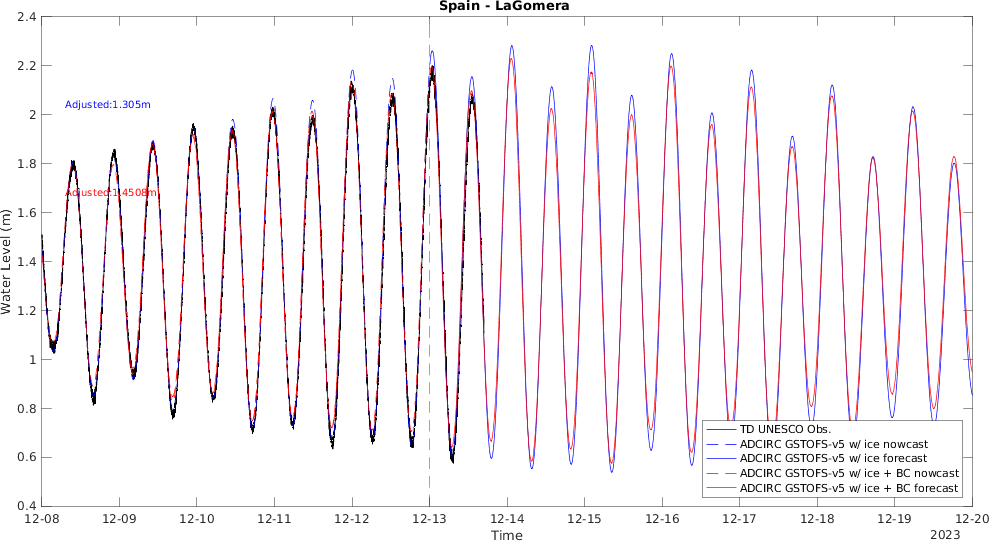 Spain - LaGomera
2.4
2.2
2
1.8
1.6
1.4
1.2
1
0.8
0.6
0.4
Water Level (m)
Adjusted:1.305m
Adjusted:1.4508m
TD UNESCO Obs.
ADCIRC GSTOFS-v5 w/ ice nowcast
ADCIRC GSTOFS-v5 w/ ice forecast
ADCIRC GSTOFS-v5 w/ ice + BC nowcast
ADCIRC GSTOFS-v5 w/ ice + BC forecast
12-08 12-09 12-10 12-11 12-12 12-13 12-14 12-15 12-16 12-17 12-18 12-19 12-20
Time
2023